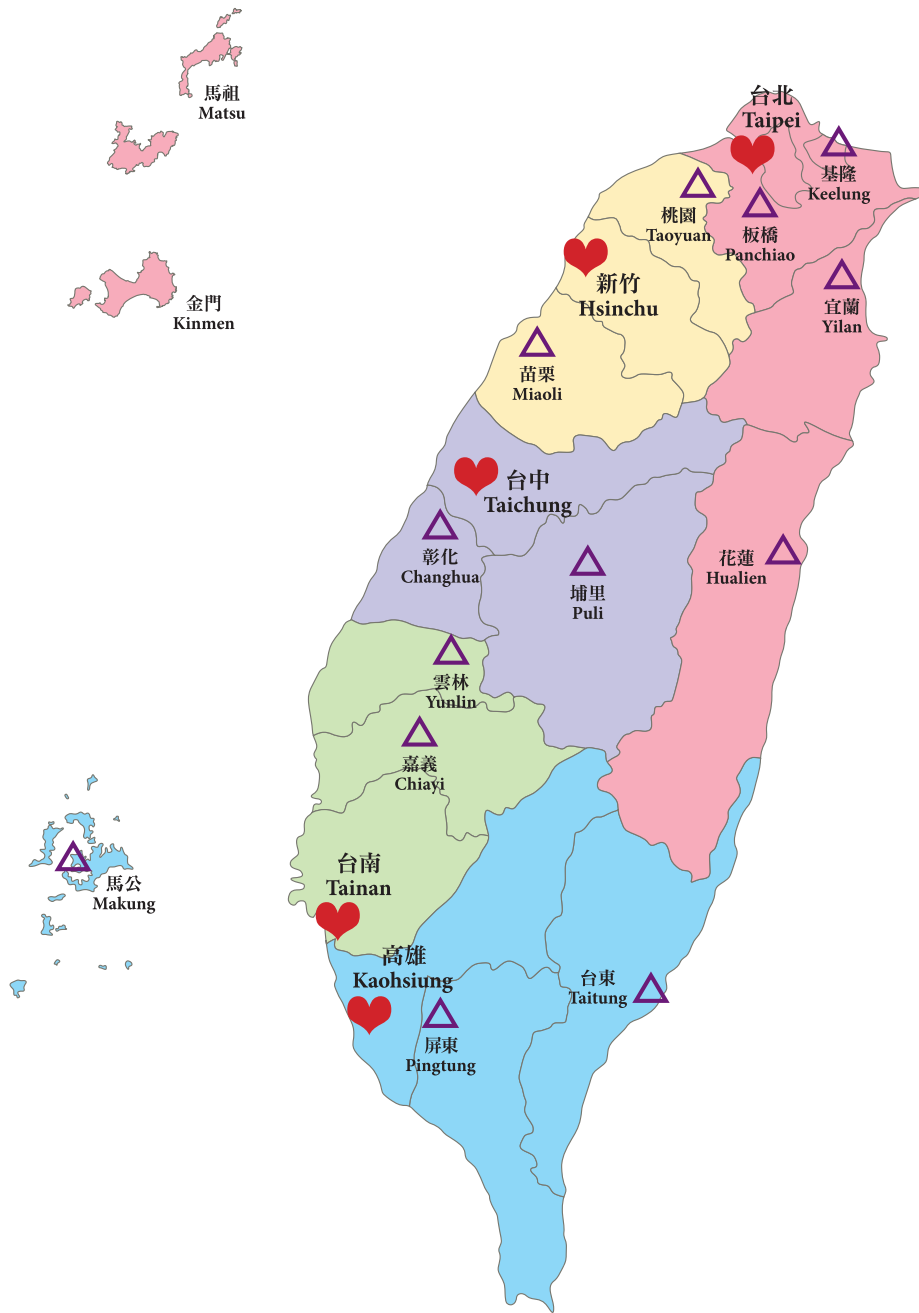 馬祖
Matsu
台北
Taipei
基隆
Keelung
桃園
Taoyuan
板橋
Panchiao
新竹
Hsinchu
金門
Kinmen
宜蘭
Yilan
苗栗
Miaoli
台中
Taichung
彰化
Changhua
埔里
Puli
花蓮
Hualien
雲林
Yunlin
嘉義
Chiayi
台南
Tainan
馬公
Makung
高雄
Kaohsiung
台東
Taitung
屏東
Pingtung